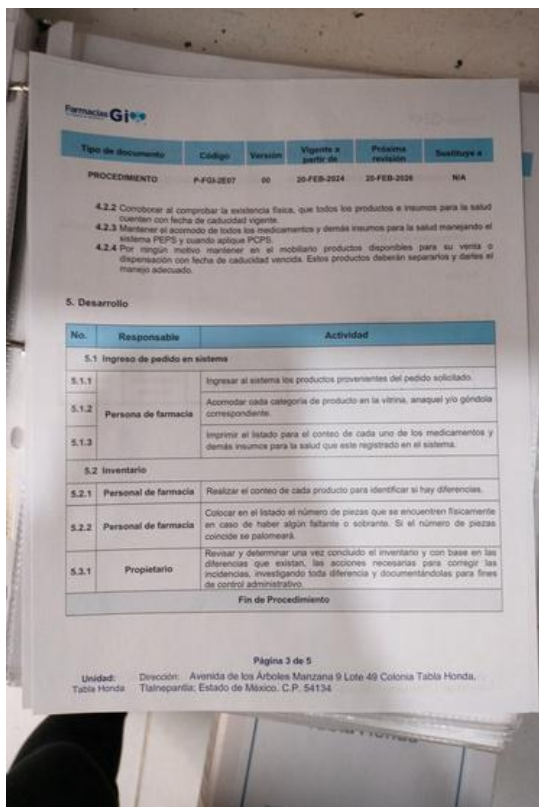 Farmacias Gi
Tipo de documento Código Versión Vigente a partir de Próxima revisión Sustituye a
PROCEDIMIENTO P-FGI-2E07 00 20-FEB-2024 20-FEB-2026 N/A
4.2.2 Corroborar al comprobar la existencia física, que todos los productos e insumos para la salud
cuenten con fecha de caducidad vigente.
4.2.3 Mantener el acomodo de todos los medicamentos y demás insumos para la salud manejando el
sistema PEPS y cuando aplique PCPS.
4.2.4 Por ningún motivo mantener en el mobiliario productos disponibles para su venta o
dispensación con fecha de caducidad vencida. Estos productos deberán separarlos y darles el
manejo adecuado.
5. Desarrollo
No. Responsable Actividad
5.1 Ingreso de pedido en sistema
5.1.1 Ingresar al sistema los productos provenientes del pedido solicitado.
5.1.2 Persona de farmacia Acomodar cada categoría de producto en la vitrina, anaquel y/o góndola
correspondiente.
5.1.3 Imprimir el listado para el conteo de cada uno de los medicamentos y
demás insumos para la salud que este registrado en el sistema.
5.2 Inventario
5.2.1 Personal de farmacia Realizar el conteo de cada producto para identificar si hay diferencias.
5.2.2 Personal de farmacia Colocar en el listado el número de piezas que se encuentren físicamente
en caso de haber algún faltante o sobrante. Si el número de piezas
coincide se palomeará.
5.3.1 Propietario Revisar y determinar una vez concluido el inventario y con base en las
diferencias que existan, las acciones necesarias para corregir las
incidencias, investigando toda diferencia y documentándolas para fines
de control administrativo.
Fin de Procedimiento
Página 3 de 5
Unidad: Dirección: Avenida de los Árboles Manzana 9 Lote 49 Colonia Tabla Honda,
Tabla Honda Tlalnepantla; Estado de México. C.P. 54134